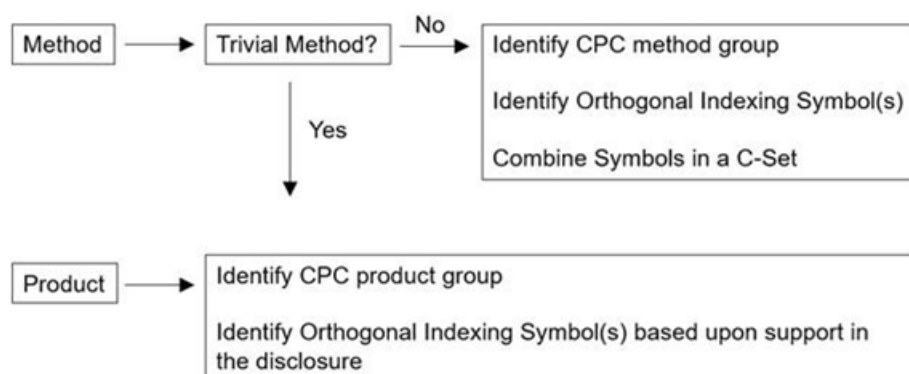 Method
Trivial Method?
No
Identify CPC method group
Identify Orthogonal Indexing Symbol(s)
Combine Symbols in a C-Set
Yes
Product
Identify CPC product group
Identify Orthogonal Indexing Symbol(s) based upon support in
the disclosure